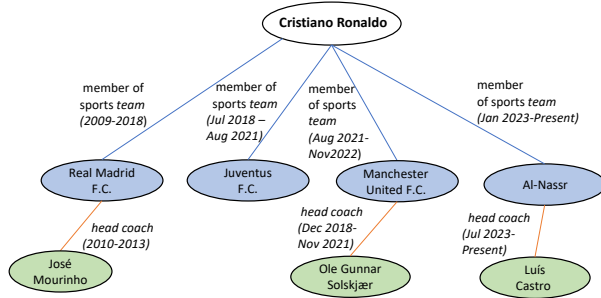 Cristiano Ronaldo
member of
sports team
(2009-2018)
member of
sports team
(Jul 2018 –
Aug 2021)
member of
sports
team
(Aug 2021-
Nov2022)
member
of sports team
(Jan 2023-Present)
Real Madrid
F.C.
Juventus
F.C.
Manchester
United F.C.
Al-Nassr
head coach
(2010-2013)
head coach
(Dec 2018-
Nov 2021)
head coach
(Jul 2023-
Present)
José
Mourinho
Ole Gunnar
Solskjær
Luís
Castro